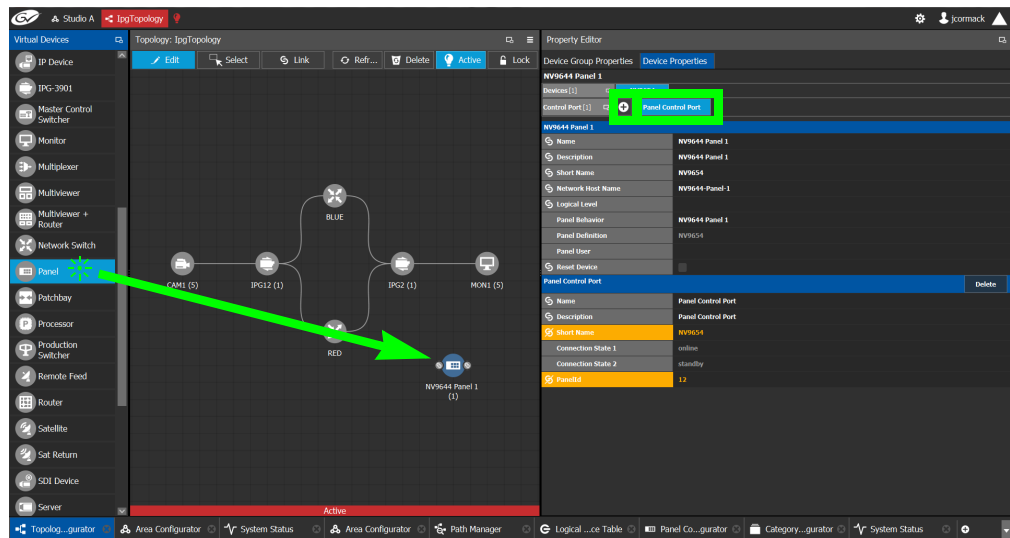 Studio A
IpgTopology
jcormack
Virtual Devices
IP Device
IPG-3901
Master Control
Switcher
Monitor
Multiplexer
Multiviewer
Multiviewer +
Router
Network Switch
Panel
Patchbay
Processor
Production
Switcher
Remote Feed
Router
Satellite
Sat Return
SDI Device
Server
Topology: IpgTopology
Edit
Select
Link
Refr...
Delete
Active
Lock
BLUE
CAM1 (5)
IPG12 (1)
IPG2 (1)
MON1 (5)
RED
NV9644 Panel 1
(1)
Active
Property Editor
Device Group Properties
Device Properties
NV9644 Panel 1
Devices [1]
Control Port [1]
Panel Control Port
NV9644 Panel 1
Name NV9644 Panel 1
Description NV9644 Panel 1
Short Name NV9654
Network Host Name NV9644-Panel-1
Logical Level
Panel Behavior NV9644 Panel 1
Panel Definition NV9654
Panel User
Reset Device
Panel Control Port Delete
Name Panel Control Port
Description Panel Control Port
Short Name NV9654
Connection State 1 online
Connection State 2 standby
PanelId 12
Topolog...gurator
Area Configurator
System Status
Area Configurator
Path Manager
Logical ...ce Table
Panel Co...gurator
Category...gurator
System Status